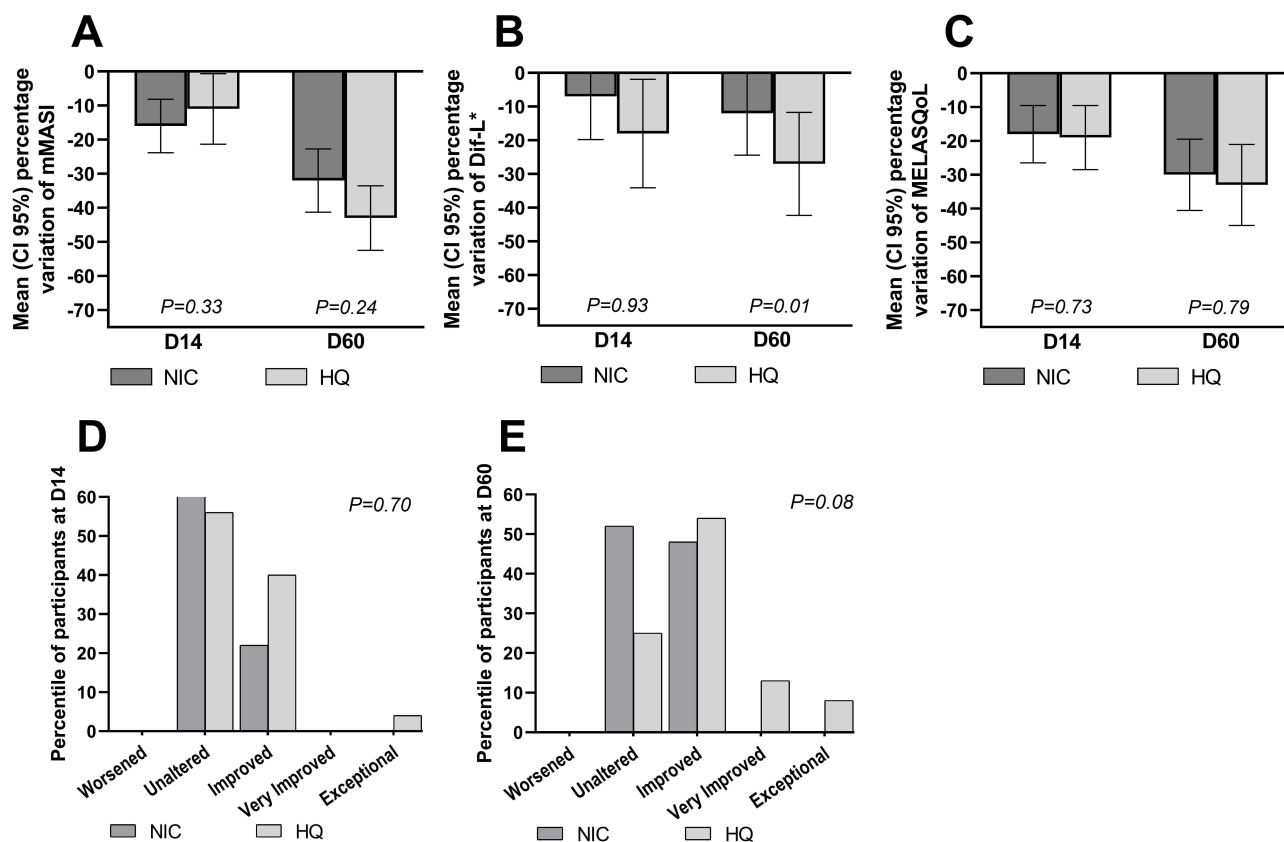 A
Mean (CI 95%) percentage
variation of mMASI
0
-10
-20
-30
-40
-50
-60
-70
P=0.33
P=0.24
D14
D60
NIC
HQ
B
Mean (CI 95%) percentage
variation of Dif-L*
0
-10
-20
-30
-40
-50
-60
-70
P=0.93
P=0.01
D14
D60
NIC
HQ
C
Mean (CI 95%) percentage
variation of MELASQoL
0
-10
-20
-30
-40
-50
-60
-70
P=0.73
P=0.79
D14
D60
NIC
HQ
D
Percentile of participants at D14
60
50
40
30
20
10
0
P=0.70
Worsened
Unaltered
Improved
Very Improved
Exceptional
NIC
HQ
E
Percentile of participants at D60
60
50
40
30
20
10
0
P=0.08
Worsened
Unaltered
Improved
Very Improved
Exceptional
NIC
HQ